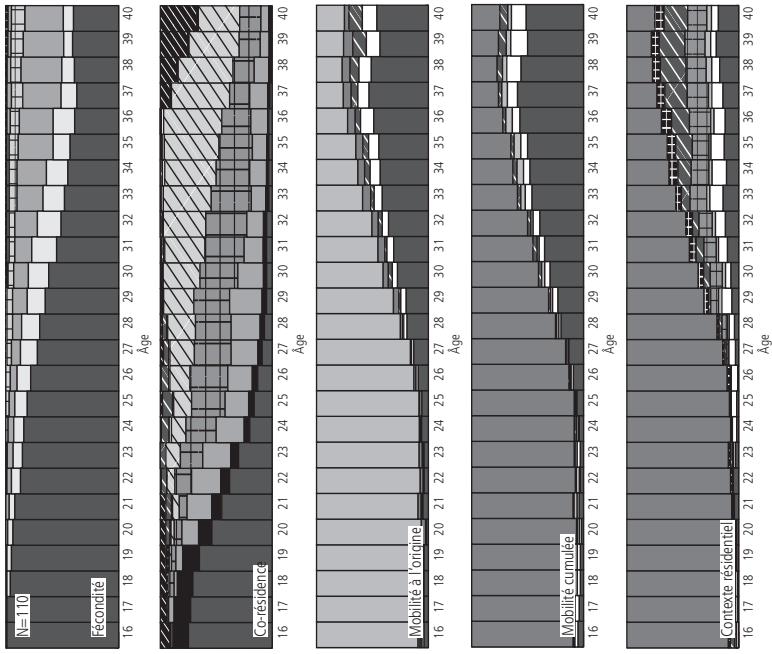 N=110
Fécondité
16 17 18 19 20 21 22 23 24 25 26 27 28 29 30 31 32 33 34 35 36 37 38 39 40
Âge
Co-résidence
16 17 18 19 20 21 22 23 24 25 26 27 28 29 30 31 32 33 34 35 36 37 38 39 40
Âge
Mobilité à l'origine
16 17 18 19 20 21 22 23 24 25 26 27 28 29 30 31 32 33 34 35 36 37 38 39 40
Âge
Mobilité cumulée
16 17 18 19 20 21 22 23 24 25 26 27 28 29 30 31 32 33 34 35 36 37 38 39 40
Âge
Contexte résidentiel
16 17 18 19 20 21 22 23 24 25 26 27 28 29 30 31 32 33 34 35 36 37 38 39 40
Âge